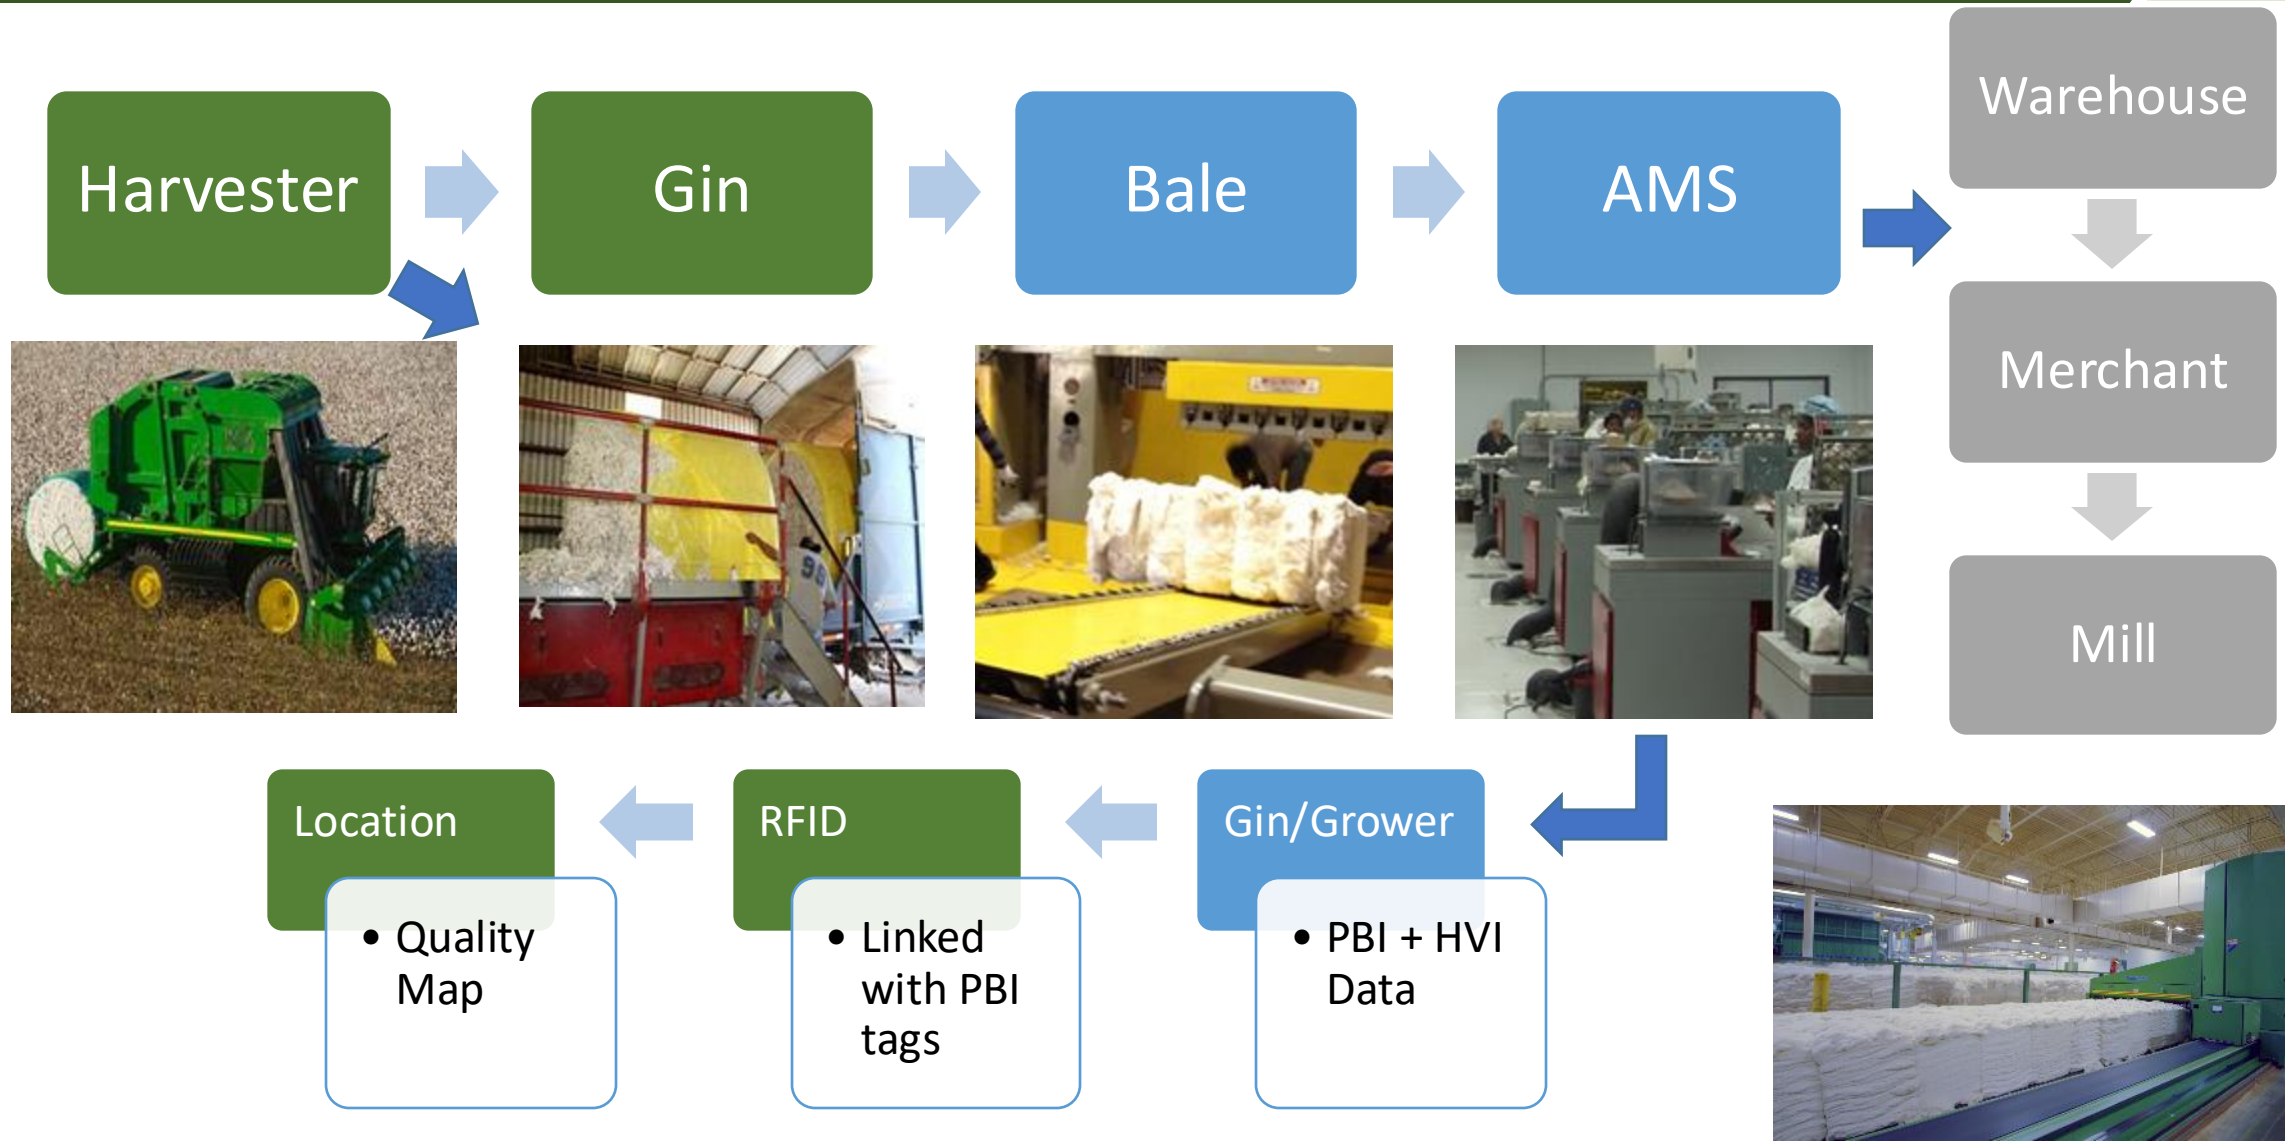 Harvester
Gin
Bale
AMS
Warehouse
Merchant
Mill
98
Location
• Quality
Map
RFID
• Linked
with PBI
tags
Gin/Grower
• PBI + HVI
Data